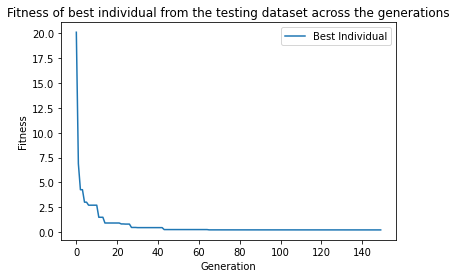 Fitness of best individual from the testing dataset across the generations
Best Individual
20.0
17.5
15.0
12.5
10.0
7.5
5.0
2.5
0.0
Fitness
0 20 40 60 80 100 120 140
Generation